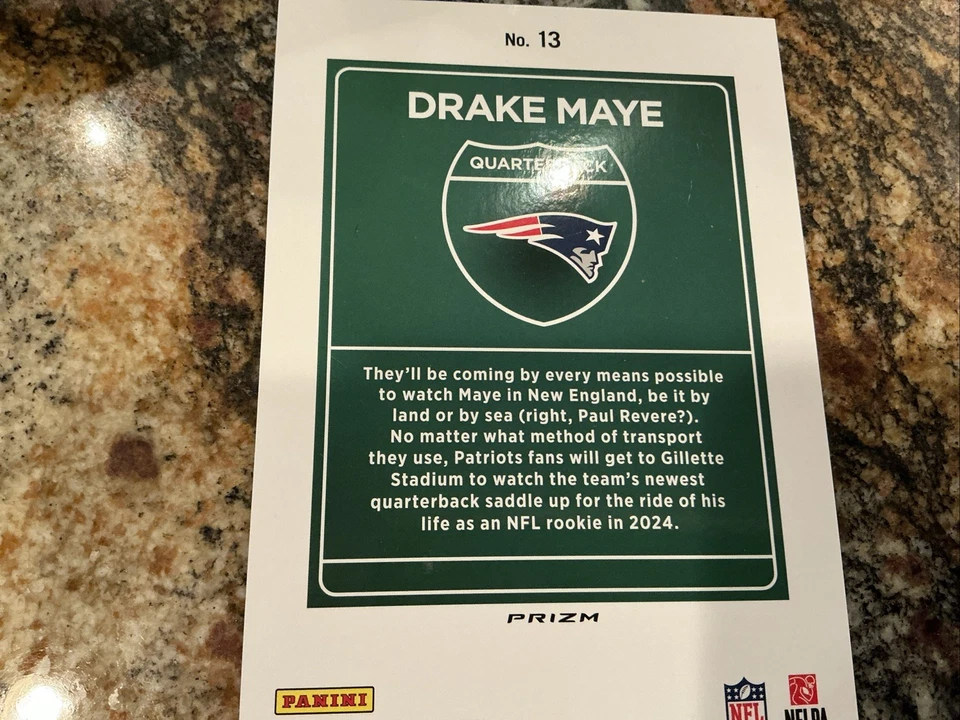 No. 13
DRAKE MAYE
They'll be coming by every means possible
to watch Maye in New England, be it by
land or by sea (right, Paul Revere?).
No matter what method of transport
they use, Patriots fans will get to Gillette
Stadium to watch the team's newest
quarterback saddle up for the ride of his
life as an NFL rookie in 2024.
PRIZM
PANINI
NFL
NFLPA